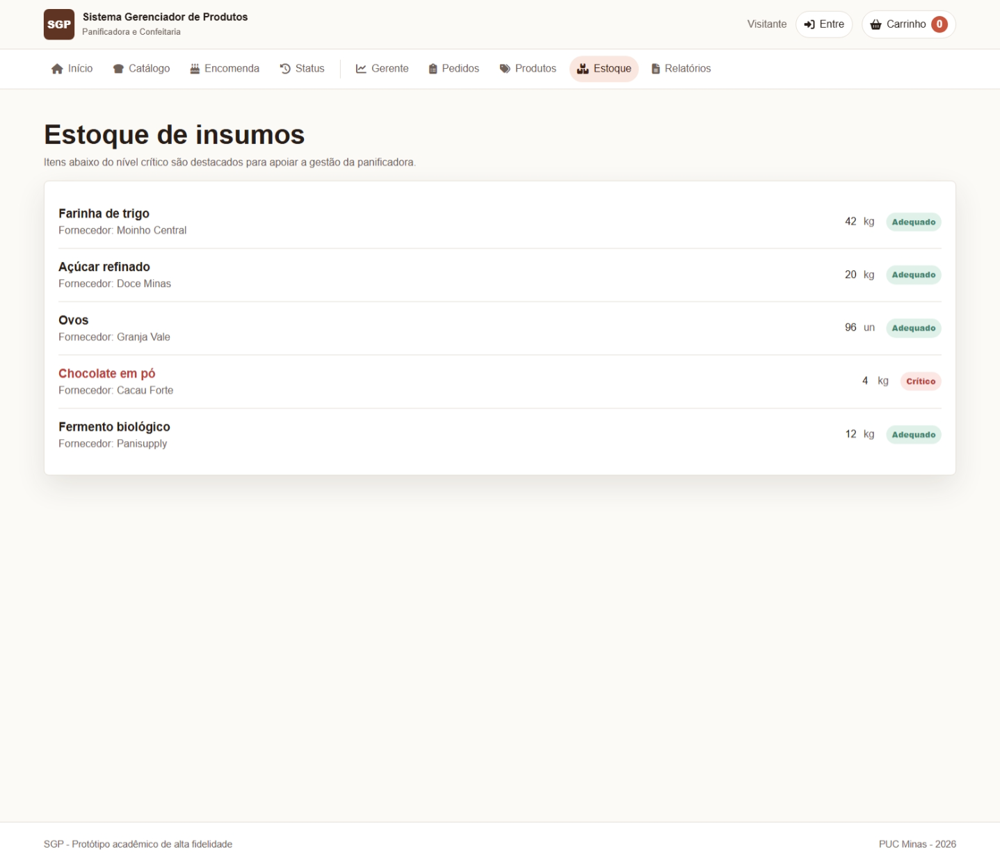 SGP
Sistema Gerenciador de Produtos
Panificadora e Confeitaria
Visitante
Entre
Carrinho 0
Início
Catálogo
Encomenda
Status
Gerente
Pedidos
Produtos
Estoque
Relatórios
Estoque de insumos
Itens abaixo do nível crítico são destacados para apoiar a gestão da panificadora.
Farinha de trigo
Fornecedor: Moinho Central
42 kg Adequado
Açúcar refinado
Fornecedor: Doce Minas
20 kg Adequado
Ovos
Fornecedor: Granja Vale
96 un Adequado
Chocolate em pó
Fornecedor: Cacau Forte
4 kg Crítico
Fermento biológico
Fornecedor: Panisupply
12 kg Adequado
SGP - Protótipo acadêmico de alta fidelidade
PUC Minas - 2026